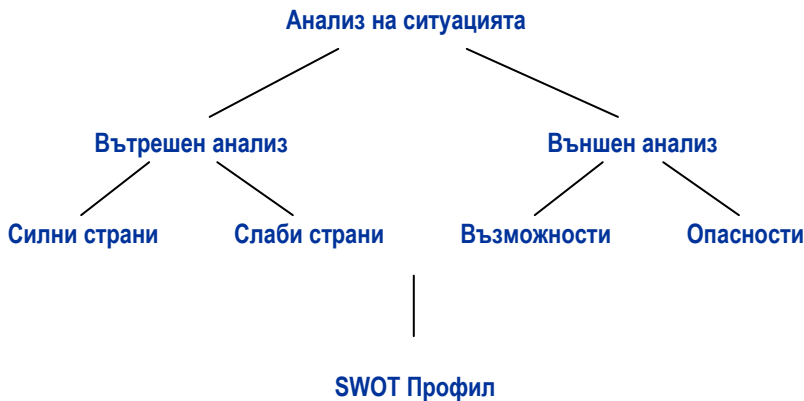 Анализ на ситуацията
Вътрешен анализ
Външен анализ
Силни страни
Слаби страни
Възможности
Опасности
SWOT Профил